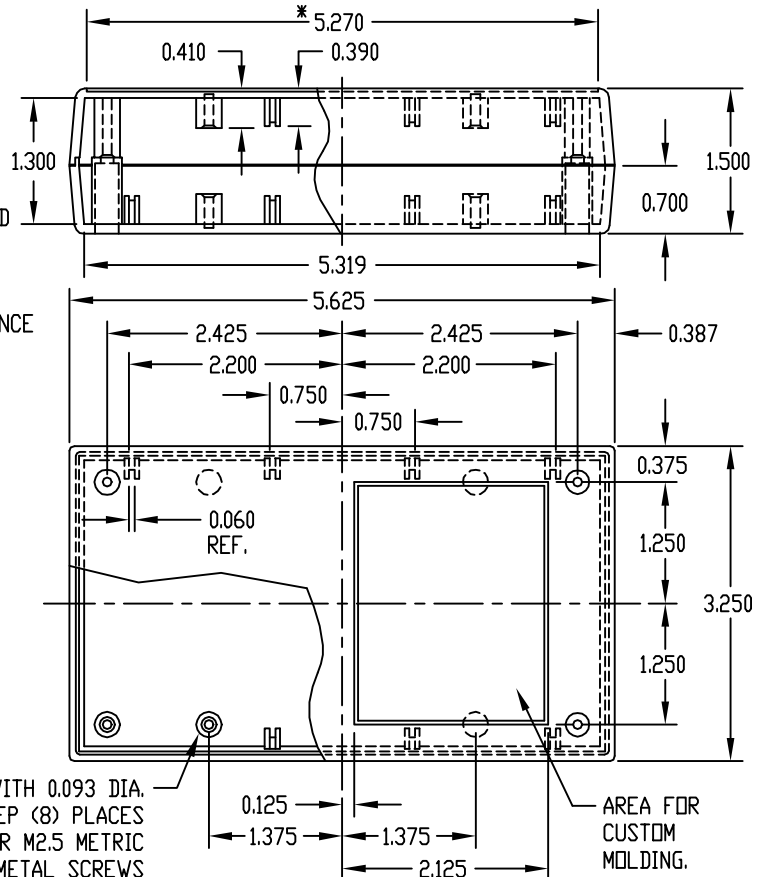 *
5.270
0.410
0.390
1.300
1.500
0.700
D
5.319
5.625
NCE
2.425
2.425
0.387
2.200
2.200
0.750
0.750
0.375
0.060
REF.
1.250
3.250
1.250
WITH 0.093 DIA.
EP (8) PLACES
R M2.5 METRIC
METAL SCREWS
0.125
1.375
1.375
2.125
AREA FOR
CUSTOM
MOLDING.